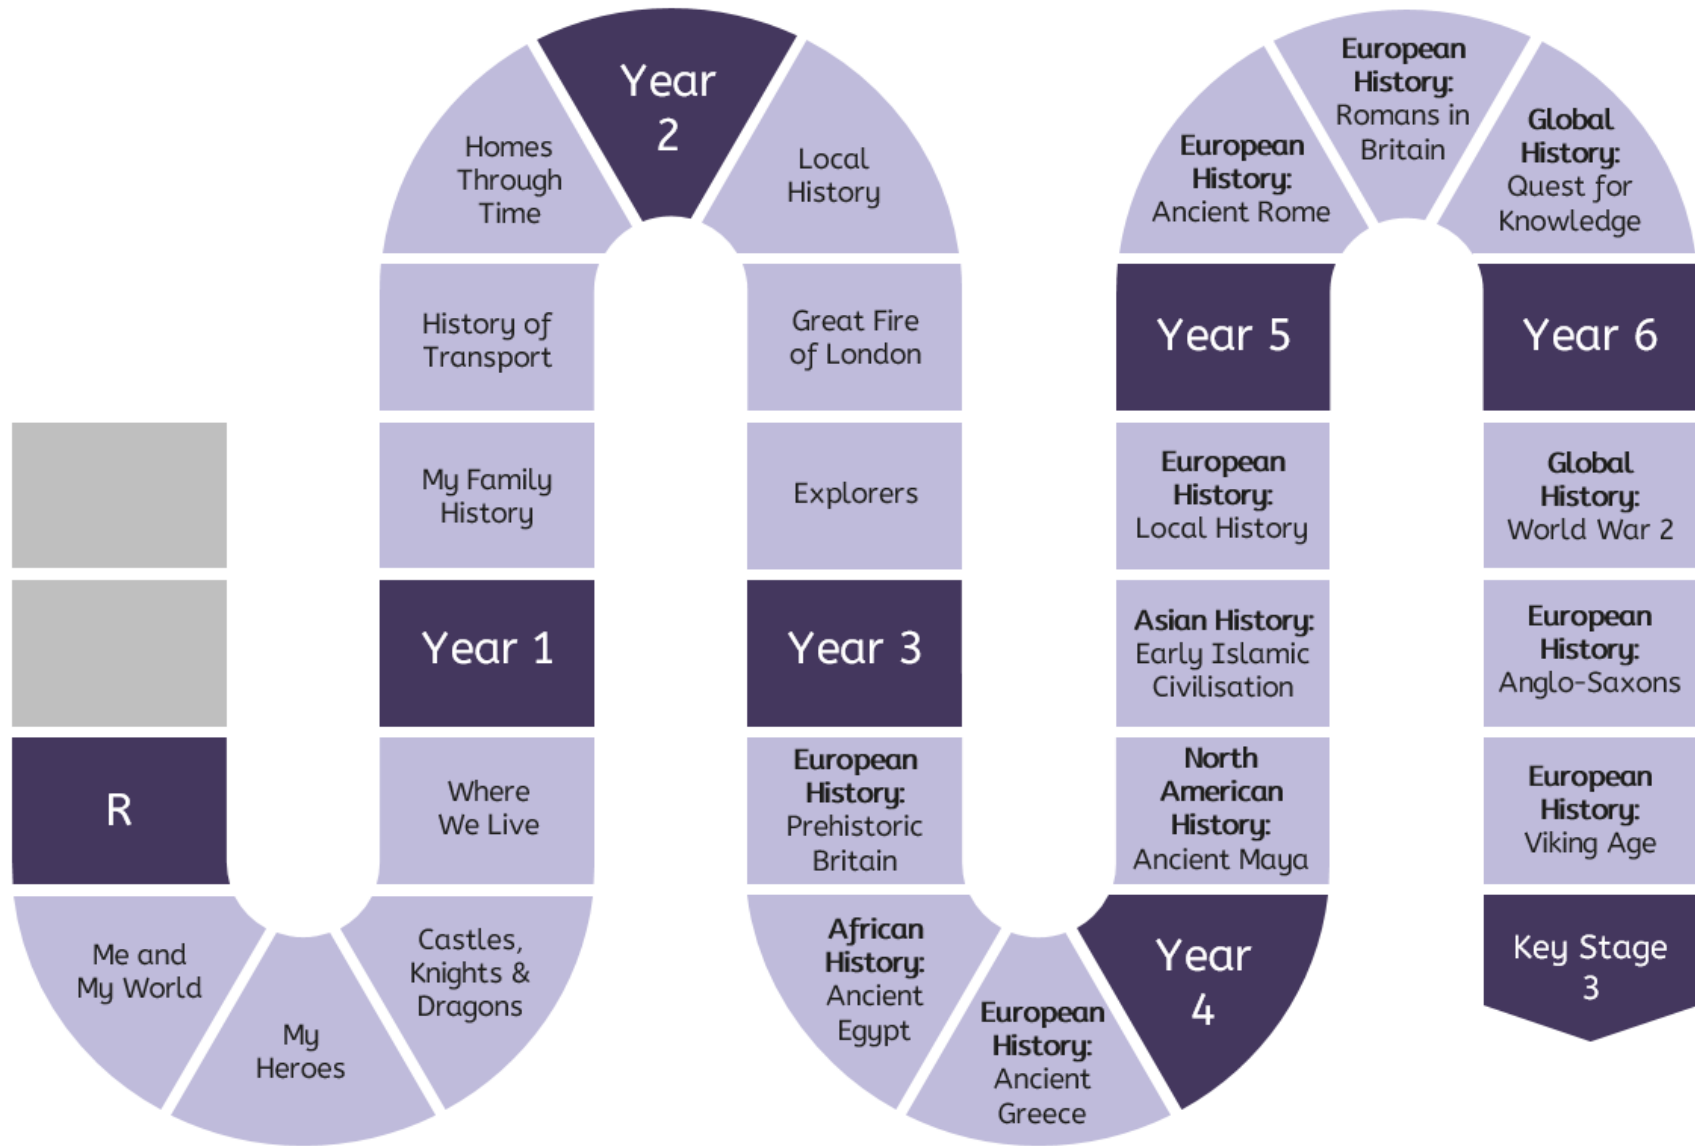 R
Me and
My World
My
Heroes
Castles,
Knights &
Dragons
Where
We Live
Year 1
My Family
History
History of
Transport
Homes
Through
Time
Year
2
Local
History
Great Fire
of London
Explorers
Year 3
European
History:
Prehistoric
Britain
African
History:
Ancient
Egypt
European
History:
Ancient
Greece
Year
4
North
American
History:
Ancient Maya
Asian History:
Early Islamic
Civilisation
European
History:
Local History
Year 5
European
History:
Ancient Rome
European
History:
Romans in
Britain
Global
History:
Quest for
Knowledge
Year 6
Global
History:
World War 2
European
History:
Anglo-Saxons
European
History:
Viking Age
Key Stage
3